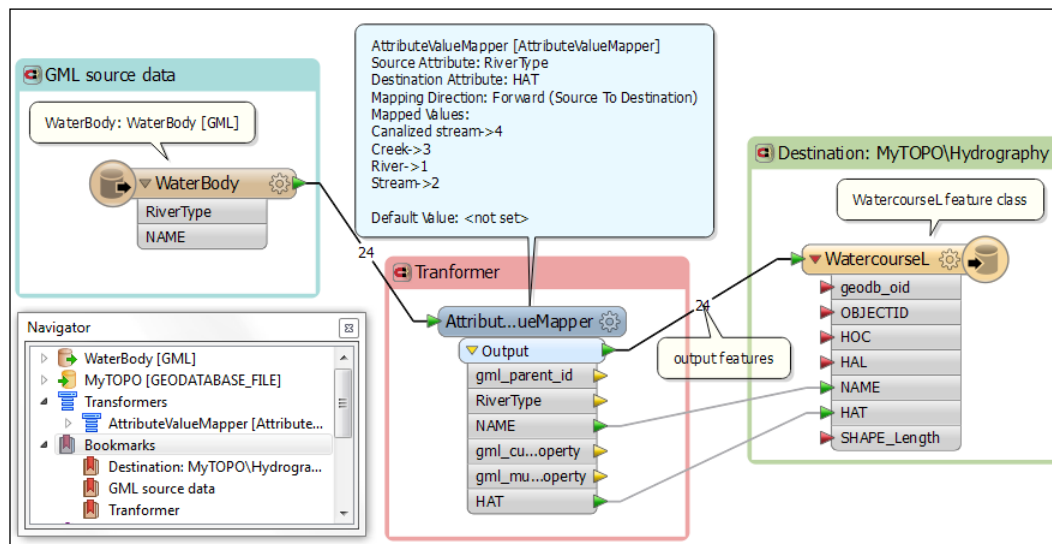 GML source data
WaterBody: WaterBody [GML]
WaterBody
RiverType
NAME
24
AttributeValueMapper [AttributeValueMapper]
Source Attribute: RiverType
Destination Attribute: HAT
Mapping Direction: Forward (Source To Destination)
Mapped Values:
Canalized stream->4
Creek->3
River->1
Stream->2
Default Value: <not set>
Tranformer
Attribut...ueMapper
Output
gml_parent_id
RiverType
NAME
gml_cu...operty
gml_mu...operty
HAT
24
output features
Destination: MyTOPO\Hydrography
WatercourseL feature class
WatercourseL
geodb_oid
OBJECTID
HOC
HAL
NAME
HAT
SHAPE_Length
Navigator
WaterBody [GML]
MyTOPO [GEODATABASE_FILE]
Transformers
AttributeValueMapper [Attribute...
Bookmarks
Destination: MyTOPO\Hydrogra...
GML source data
Tranformer